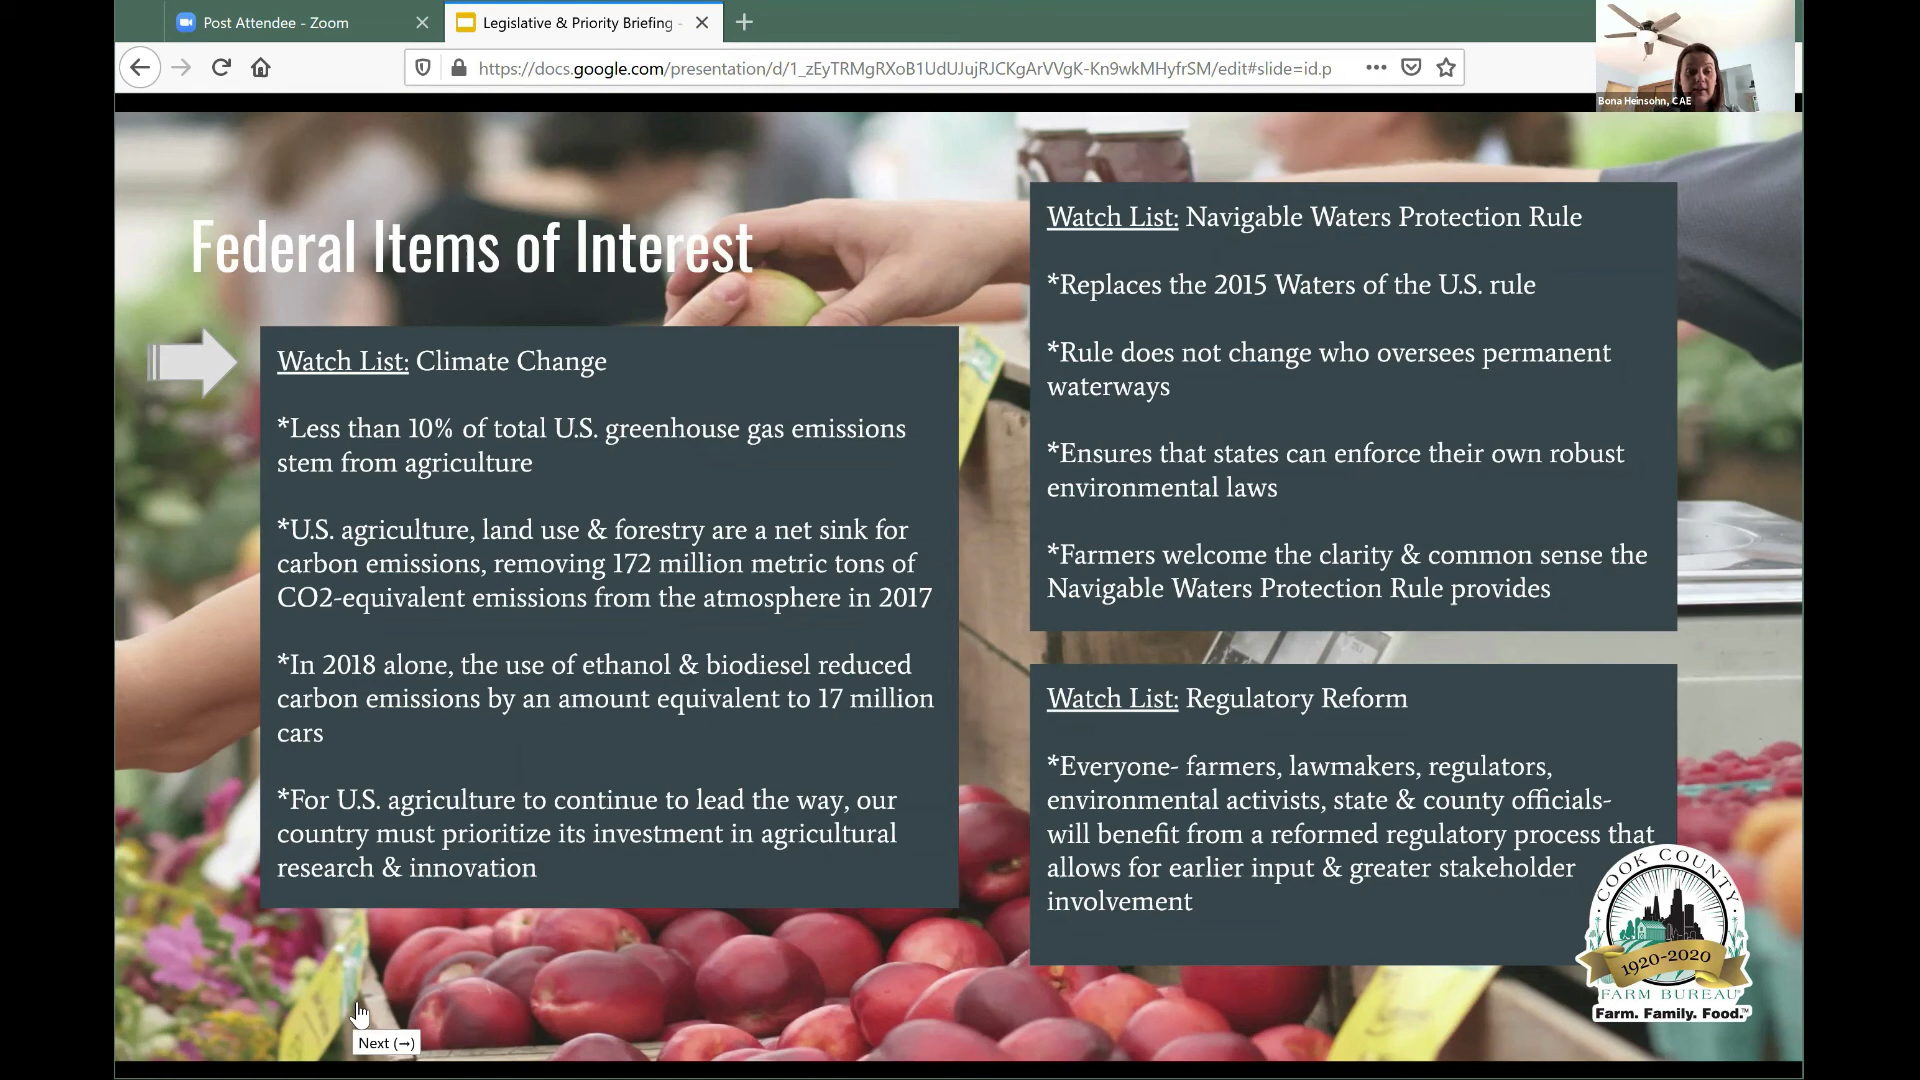 Post Attendee - Zoom
Legislative & Priority Briefing -
https://docs.google.com/presentation/d/1_zEyTRMgRXoB1UdUJujRJCKgArVVgK-Kn9wkMHyfrSM/edit#slide=id.p
Bona Heinsohn, CAE
Federal Items of Interest
Watch List: Climate Change
*Less than 10% of total U.S. greenhouse gas emissions
stem from agriculture
*U.S. agriculture, land use & forestry are a net sink for
carbon emissions, removing 172 million metric tons of
CO2-equivalent emissions from the atmosphere in 2017
*In 2018 alone, the use of ethanol & biodiesel reduced
carbon emissions by an amount equivalent to 17 million
cars
*For U.S. agriculture to continue to lead the way, our
country must prioritize its investment in agricultural
research & innovation
Watch List: Navigable Waters Protection Rule
*Replaces the 2015 Waters of the U.S. rule
*Rule does not change who oversees permanent
waterways
*Ensures that states can enforce their own robust
environmental laws
*Farmers welcome the clarity & common sense the
Navigable Waters Protection Rule provides
Watch List: Regulatory Reform
*Everyone- farmers, lawmakers, regulators,
environmental activists, state & county officials-
will benefit from a reformed regulatory process that
allows for earlier input & greater stakeholder
involvement
COOK COUNTY
1920-2020
FARM BUREAU®
Farm. Family. Food.™
Next (→)